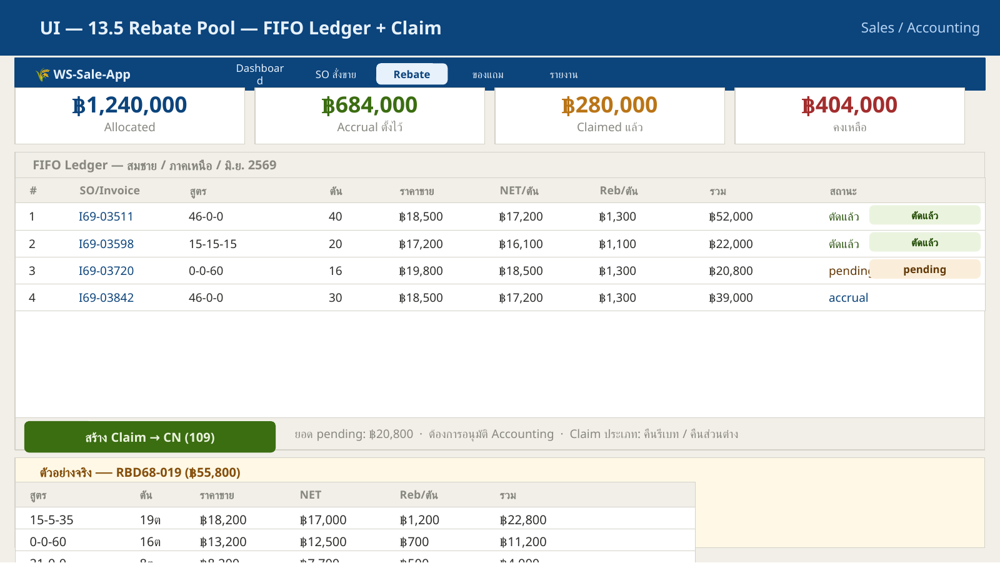 UI — 13.5 Rebate Pool — FIFO Ledger + Claim
Sales / Accounting
🌾 WS-Sale-App
Dashboar
d
SO สั่งขาย
Rebate
ของแถม
รายงาน
฿1,240,000
Allocated
฿684,000
Accrual ตั้งไว้
฿280,000
Claimed แล้ว
฿404,000
คงเหลือ
FIFO Ledger — สมชาย / ภาคเหนือ / มิ.ย. 2569
# SO/Invoice สูตร ตัน ราคาขาย NET/ตัน Reb/ตัน รวม สถานะ
1 I69-03511 46-0-0 40 ฿18,500 ฿17,200 ฿1,300 ฿52,000 ตัดแล้ว ตัดแล้ว
2 I69-03598 15-15-15 20 ฿17,200 ฿16,100 ฿1,100 ฿22,000 ตัดแล้ว ตัดแล้ว
3 I69-03720 0-0-60 16 ฿19,800 ฿18,500 ฿1,300 ฿20,800 pending pending
4 I69-03842 46-0-0 30 ฿18,500 ฿17,200 ฿1,300 ฿39,000 accrual
สร้าง Claim → CN (109)
ยอด pending: ฿20,800 · ต้องการอนุมัติ Accounting · Claim ประเภท: คืนรีเบท / คืนส่วนต่าง
ตัวอย่างจริง — RBD68-019 (฿55,800)
สูตร ตัน ราคาขาย NET Reb/ตัน รวม
15-5-35 19ต ฿18,200 ฿17,000 ฿1,200 ฿22,800
0-0-60 16ต ฿13,200 ฿12,500 ฿700 ฿11,200